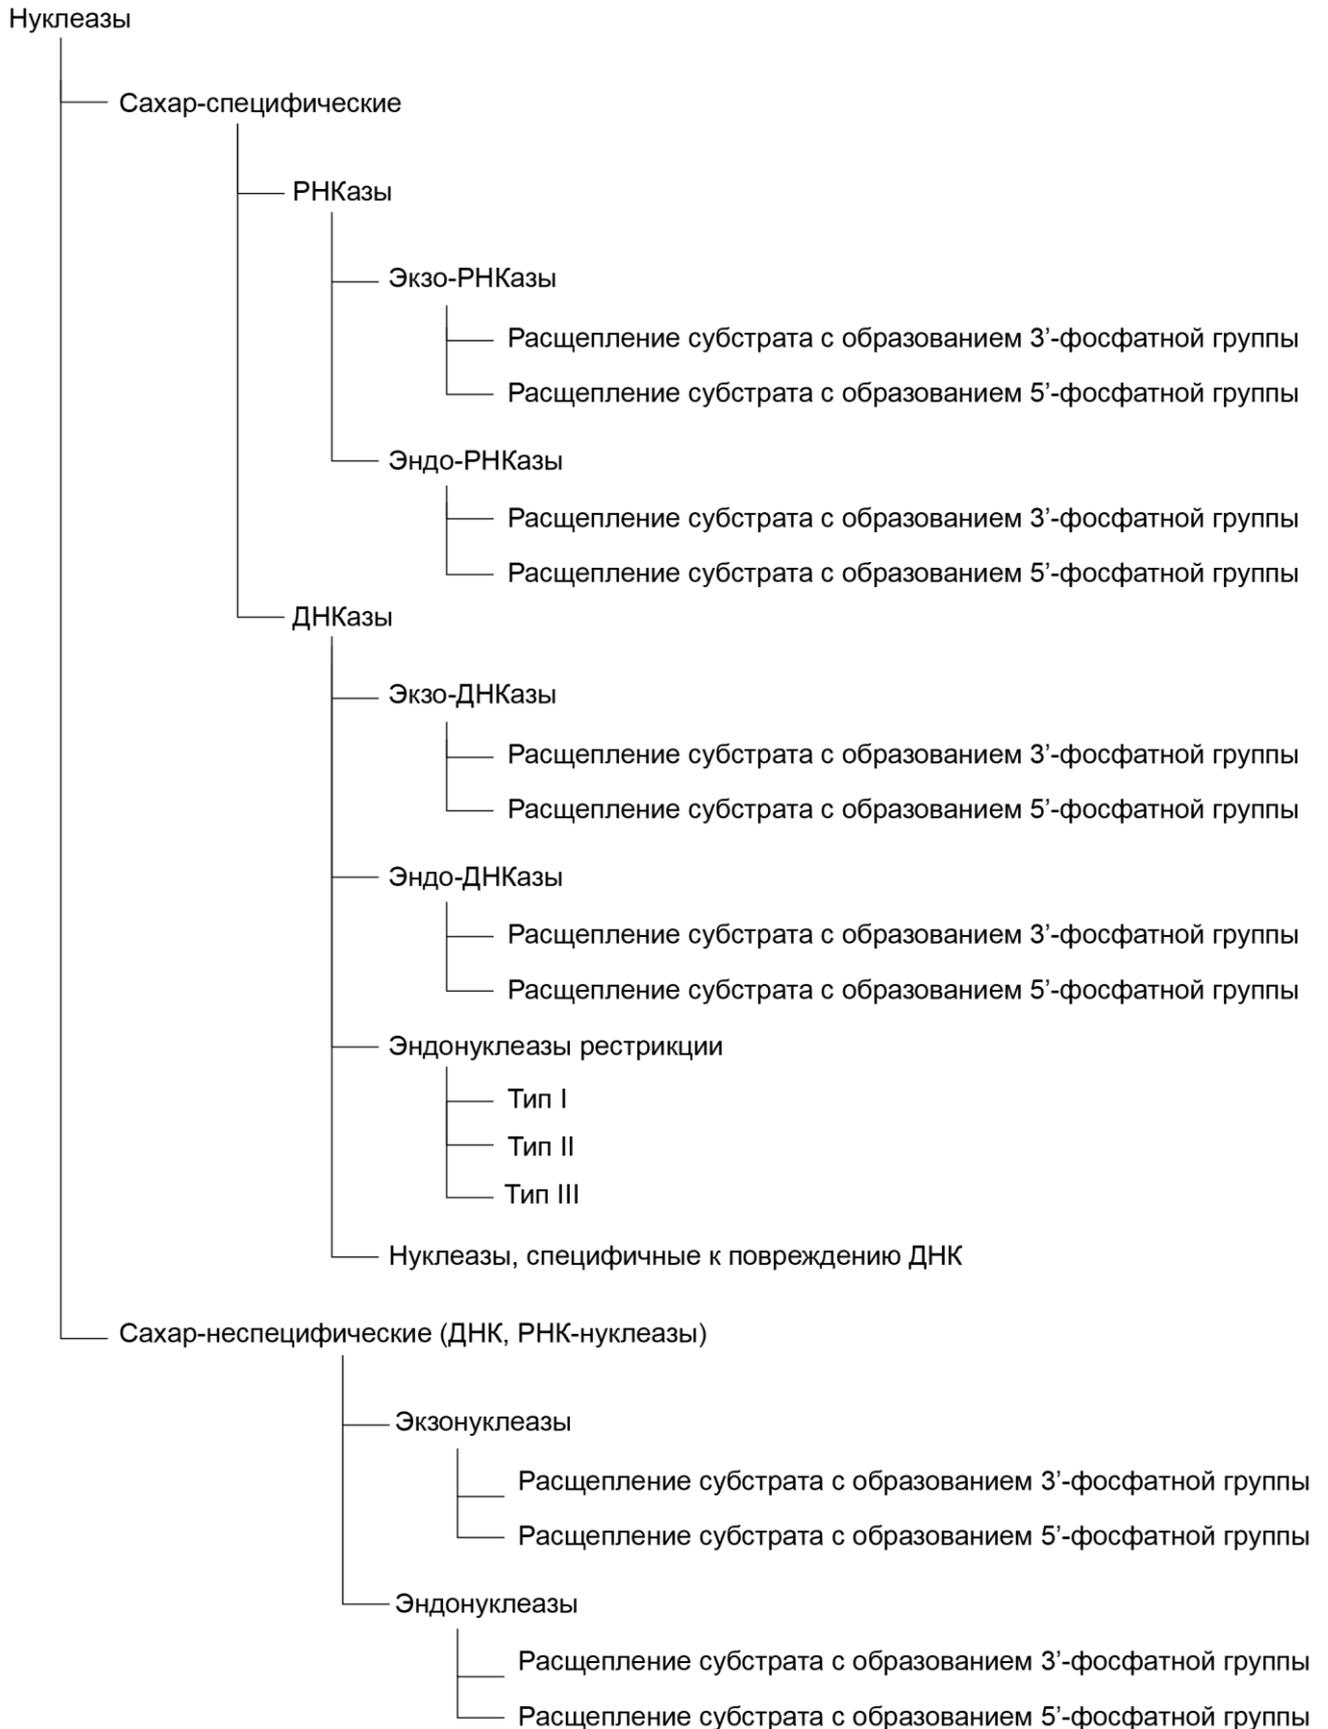 Нуклеазы
Сахар-специфические
РНКазы
Экзо-РНКазы
Расщепление субстрата с образованием 3’-фосфатной группы
Расщепление субстрата с образованием 5’-фосфатной группы
Эндо-РНКазы
Расщепление субстрата с образованием 3’-фосфатной группы
Расщепление субстрата с образованием 5’-фосфатной группы
ДНКазы
Экзо-ДНКазы
Расщепление субстрата с образованием 3’-фосфатной группы
Расщепление субстрата с образованием 5’-фосфатной группы
Эндо-ДНКазы
Расщепление субстрата с образованием 3’-фосфатной группы
Расщепление субстрата с образованием 5’-фосфатной группы
Эндонуклеазы рестрикции
Тип I
Тип II
Тип III
Нуклеазы, специфичные к повреждению ДНК
Сахар-неспецифические (ДНК, РНК-нуклеазы)
Экзонуклеазы
Расщепление субстрата с образованием 3’-фосфатной группы
Расщепление субстрата с образованием 5’-фосфатной группы
Эндонуклеазы
Расщепление субстрата с образованием 3’-фосфатной группы
Расщепление субстрата с образованием 5’-фосфатной группы